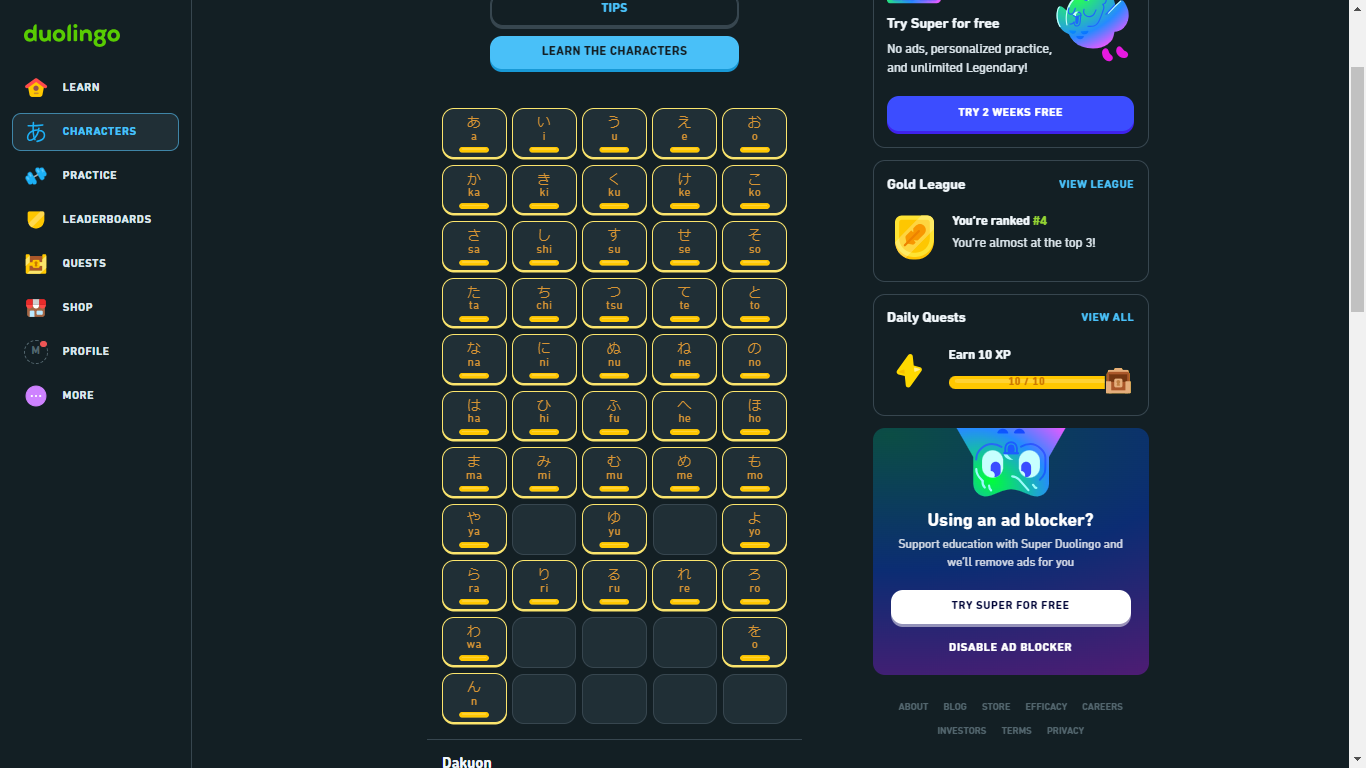 duolingo
LEARN
あ CHARACTERS
PRACTICE
LEADERBOARDS
QUESTS
SHOP
M PROFILE
MORE
TIPS
LEARN THE CHARACTERS
あ い う え お
a i u e o
か き く け こ
ka ki ku ke ko
さ し す せ そ
sa shi su se so
た ち つ て と
ta chi tsu te to
な に ぬ ね の
na ni nu ne no
は ひ ふ へ ほ
ha hi fu he ho
ま み む め も
ma mi mu me mo
や ゆ よ
ya yu yo
ら り る れ ろ
ra ri ru re ro
わ を
wa o
ん
n
Dakuon
Try Super for free
No ads, personalized practice,
and unlimited Legendary!
TRY 2 WEEKS FREE
Gold League VIEW LEAGUE
You're ranked #4
You're almost at the top 3!
Daily Quests VIEW ALL
Earn 10 XP
10 / 10
Using an ad blocker?
Support education with Super Duolingo and
we'll remove ads for you
TRY SUPER FOR FREE
DISABLE AD BLOCKER
ABOUT BLOG STORE EFFICACY CAREERS
INVESTORS TERMS PRIVACY